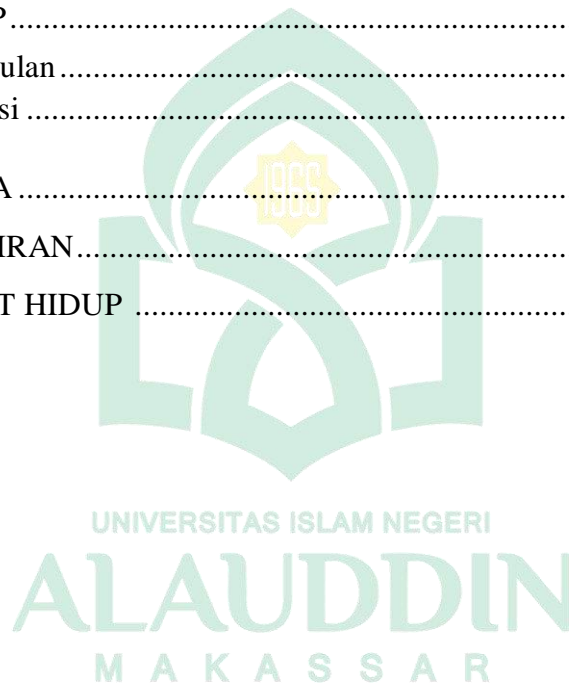 P....................................................................
ulan..............................................................
si..................................................................
1965
A...................................................................
IRAN...........................................................
T HIDUP ....................................................
UNIVERSITAS ISLAM NEGERI
ALAUDDIN
MAKASSAR